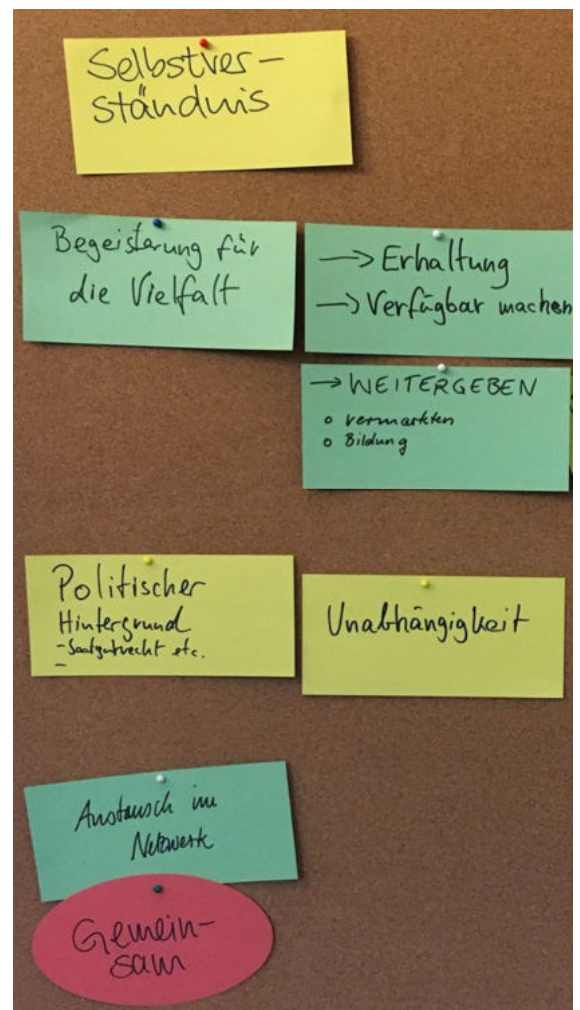 Selbstver-
ständnis
Begeisterung für
die Vielfalt
→ Erhaltung
→ Verfügbar machen
→ WEITERGEBEN
o vermarkten
o Bildung
Politischer
Hintergrund
- Saatgutrecht etc.
-
Unabhängigkeit
Austausch im
Netzwerk
Gemein-
sam